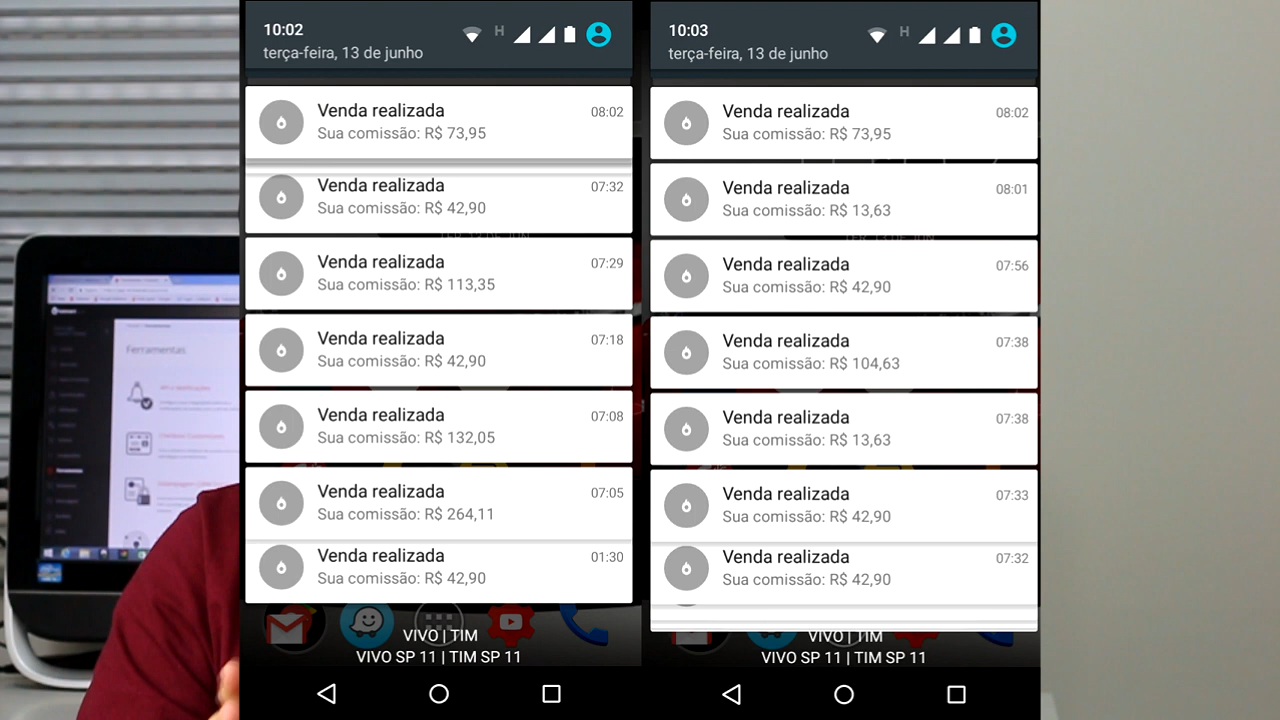 10:02
H
terça-feira, 13 de junho
Venda realizada
08:02
Sua comissão: R$ 73,95
Venda realizada
07:32
Sua comissão: R$ 42,90
Venda realizada
07:29
Sua comissão: R$ 113,35
Venda realizada
07:18
Sua comissão: R$ 42,90
Venda realizada
07:08
Sua comissão: R$ 132,05
Venda realizada
07:05
Sua comissão: R$ 264,11
Venda realizada
01:30
Sua comissão: R$ 42,90
VIVO | TIM
VIVO SP 11 | TIM SP 11
10:03
H
terça-feira, 13 de junho
Venda realizada
08:02
Sua comissão: R$ 73,95
Venda realizada
08:01
Sua comissão: R$ 13,63
Venda realizada
07:56
Sua comissão: R$ 42,90
Venda realizada
07:38
Sua comissão: R$ 104,63
Venda realizada
07:38
Sua comissão: R$ 13,63
Venda realizada
07:33
Sua comissão: R$ 42,90
Venda realizada
07:32
Sua comissão: R$ 42,90
VIVO | TIM
VIVO SP 11 | TIM SP 11
Ferramentas